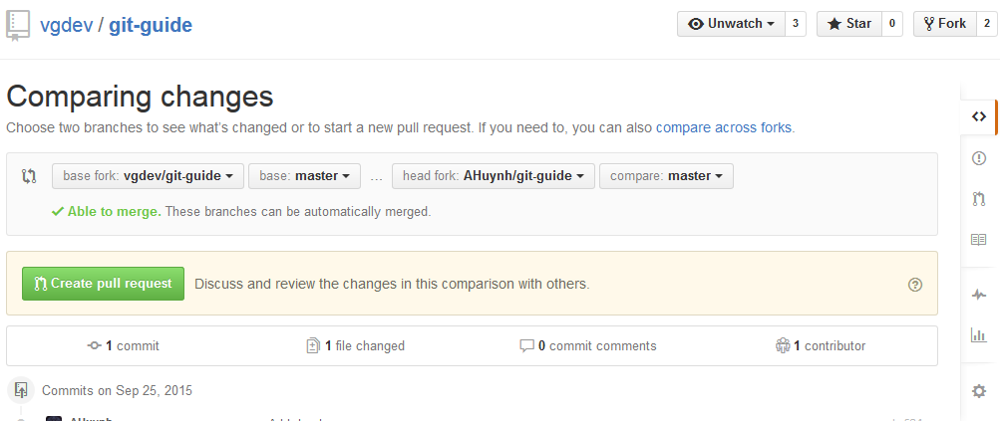 vgdev / git-guide
Unwatch 3 Star 0 Fork 2
Comparing changes
Choose two branches to see what's changed or to start a new pull request. If you need to, you can also compare across forks.
base fork: vgdev/git-guide base: master ... head fork: AHuynh/git-guide compare: master
Able to merge. These branches can be automatically merged.
Create pull request Discuss and review the changes in this comparison with others.
1 commit 1 file changed 0 commit comments 1 contributor
Commits on Sep 25, 2015
AHuynh